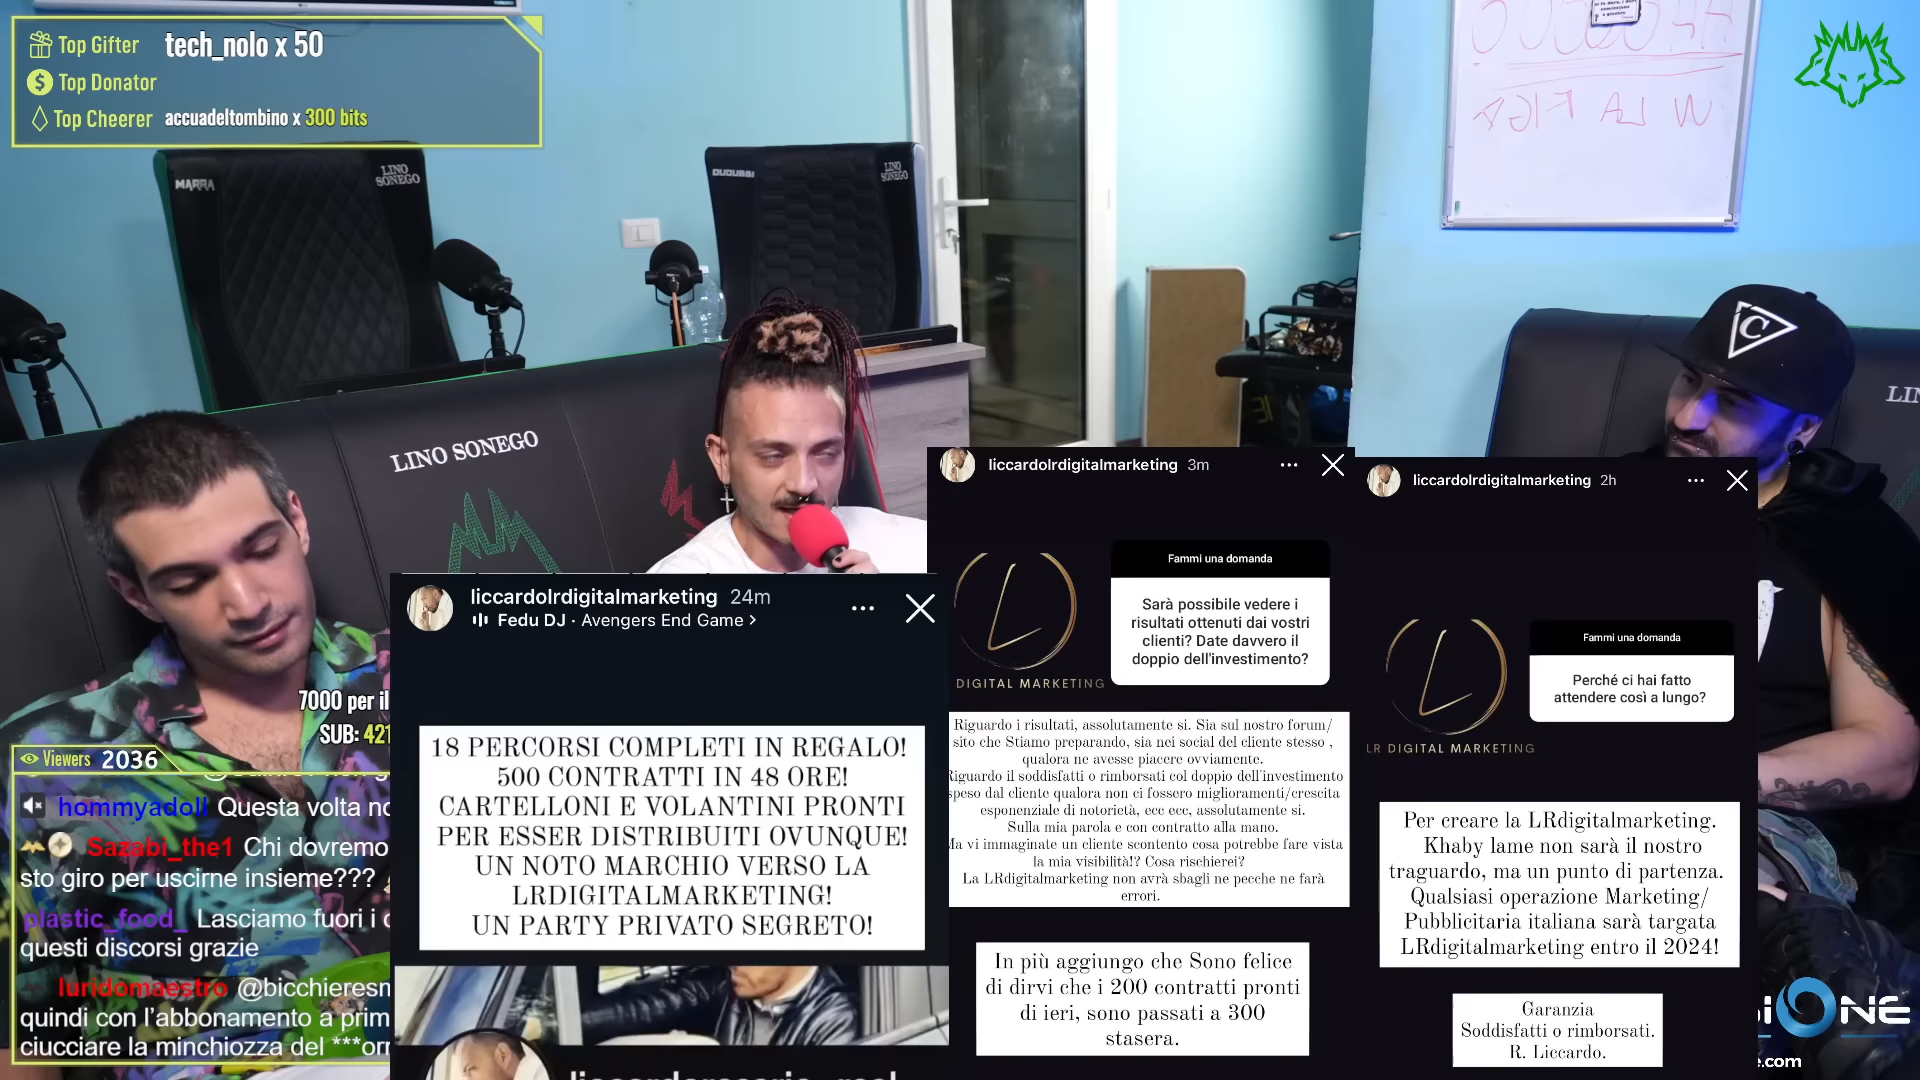 Top Gifter tech_nolo x 50
Top Donator
Top Cheerer accuadeltombino x 300 bits
MARRA
LINO
SONEGO
DUDUBBI
LINO
SONEGO
LINO SONEGO
C
7000 per il
SUB: 421
Viewers 2036
hommyadoll Questa volta
Sazabi_the1 Chi dovremo
sto giro per uscirne insieme???
plastic_food_ Lasciamo fuori i
questi discorsi grazie
luridomaestro @bicchieresm
quindi con l'abbonamento a prim
ciucciare la minchiozza del ***orr
liccardolrdigitalmarketing 24m
Fedu DJ · Avengers End Game >
18 PERCORSI COMPLETI IN REGALO!
500 CONTRATTI IN 48 ORE!
CARTELLONI E VOLANTINI PRONTI
PER ESSER DISTRIBUITI OVUNQUE!
UN NOTO MARCHIO VERSO LA
LRDIGITALMARKETING!
UN PARTY PRIVATO SEGRETO!
liccardolrdigitalmarketing 3m
Fammi una domanda
Sarà possibile vedere i
risultati ottenuti dai vostri
clienti? Date davvero il
doppio dell'investimento?
DIGITAL MARKETING
Riguardo i risultati, assolutamente si. Sia sul nostro forum/
sito che Stiamo preparando, sia nei social del cliente stesso ,
qualora ne avesse piacere ovviamente.
Riguardo il soddisfatti o rimborsati col doppio dell'investimento
speso dal cliente qualora non ci fossero miglioramenti/crescita
esponenziale di notorietà, ecc ecc, assolutamente si.
Sulla mia parola e con contratto alla mano.
Ma vi immaginate un cliente scontento cosa potrebbe fare vista
la mia visibilità!? Cosa rischierei?
La LRdigitalmarketing non avrà sbagli ne pecche ne farà
errori.
In più aggiungo che Sono felice
di dirvi che i 200 contratti pronti
di ieri, sono passati a 300
stasera.
liccardolrdigitalmarketing 2h
Fammi una domanda
Perché ci hai fatto
attendere così a lungo?
LR DIGITAL MARKETING
Per creare la LRdigitalmarketing.
Khaby lame non sarà il nostro
traguardo, ma un punto di partenza.
Qualsiasi operazione Marketing/
Pubblicitaria italiana sarà targata
LRdigitalmarketing entro il 2024!
Garanzia
Soddisfatti o rimborsati.
R. Liccardo.